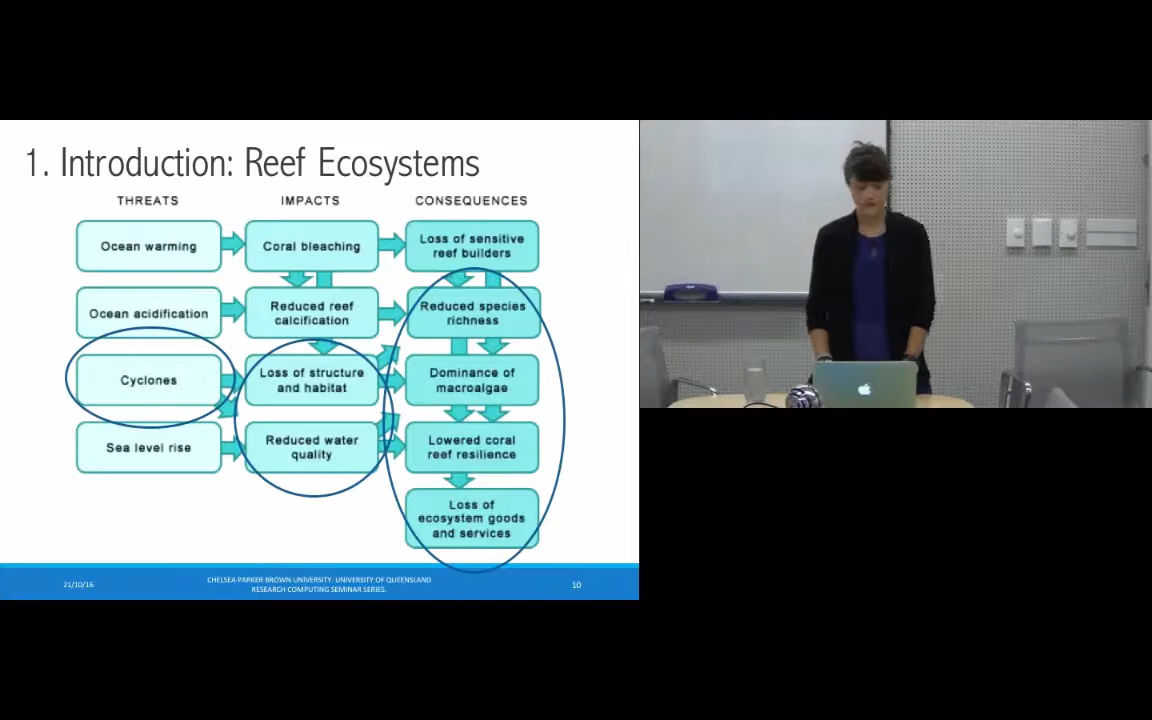 1. Introduction: Reef Ecosystems
THREATS
IMPACTS
CONSEQUENCES
Ocean warming
Coral bleaching
Loss of sensitive
reef builders
Ocean acidification
Reduced reef
calcification
Reduced species
richness
Cyclones
Loss of structure
and habitat
Dominance of
macroalgae
Sea level rise
Reduced water
quality
Lowered coral
reef resilience
Loss of
ecosystem goods
and services
21/10/16
CHELSEA PARKER BROWN UNIVERSITY. UNIVERSITY OF QUEENSLAND
RESEARCH COMPUTING SEMINAR SERIES.
10